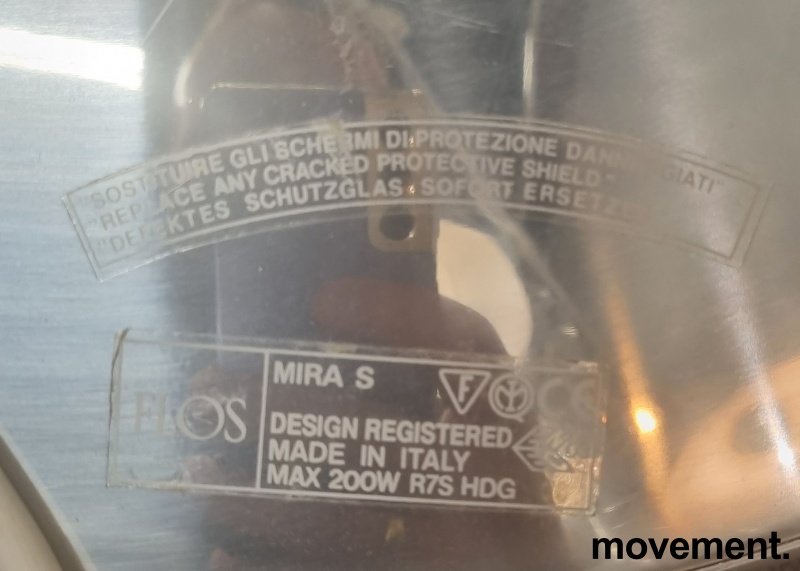 "SOSTITUIRE GLI SCHERMI DI PROTEZIONE DANNEGGIATI"
"REPLACE ANY CRACKED PROTECTIVE SHIELD"
"DEFEKTES SCHUTZGLAS SOFORT ERSETZEN"
FLOS
MIRA S
F CE
DESIGN REGISTERED
MADE IN ITALY
MAX 200W R7S HDG
movement.